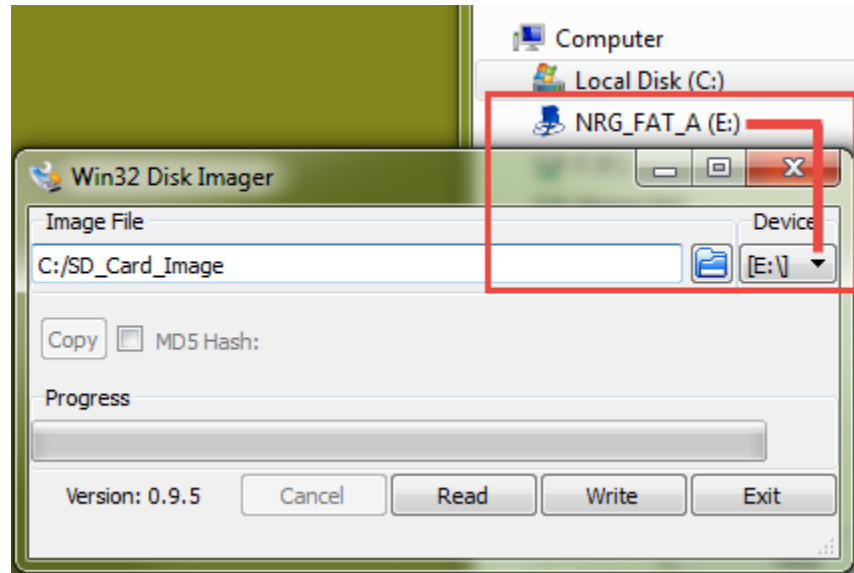 Computer
Local Disk (C:)
NRG_FAT_A (E:)
Win32 Disk Imager
Image File
Device
C:/SD_Card_Image
[E:\]
Copy
MD5 Hash:
Progress
Version: 0.9.5
Cancel
Read
Write
Exit